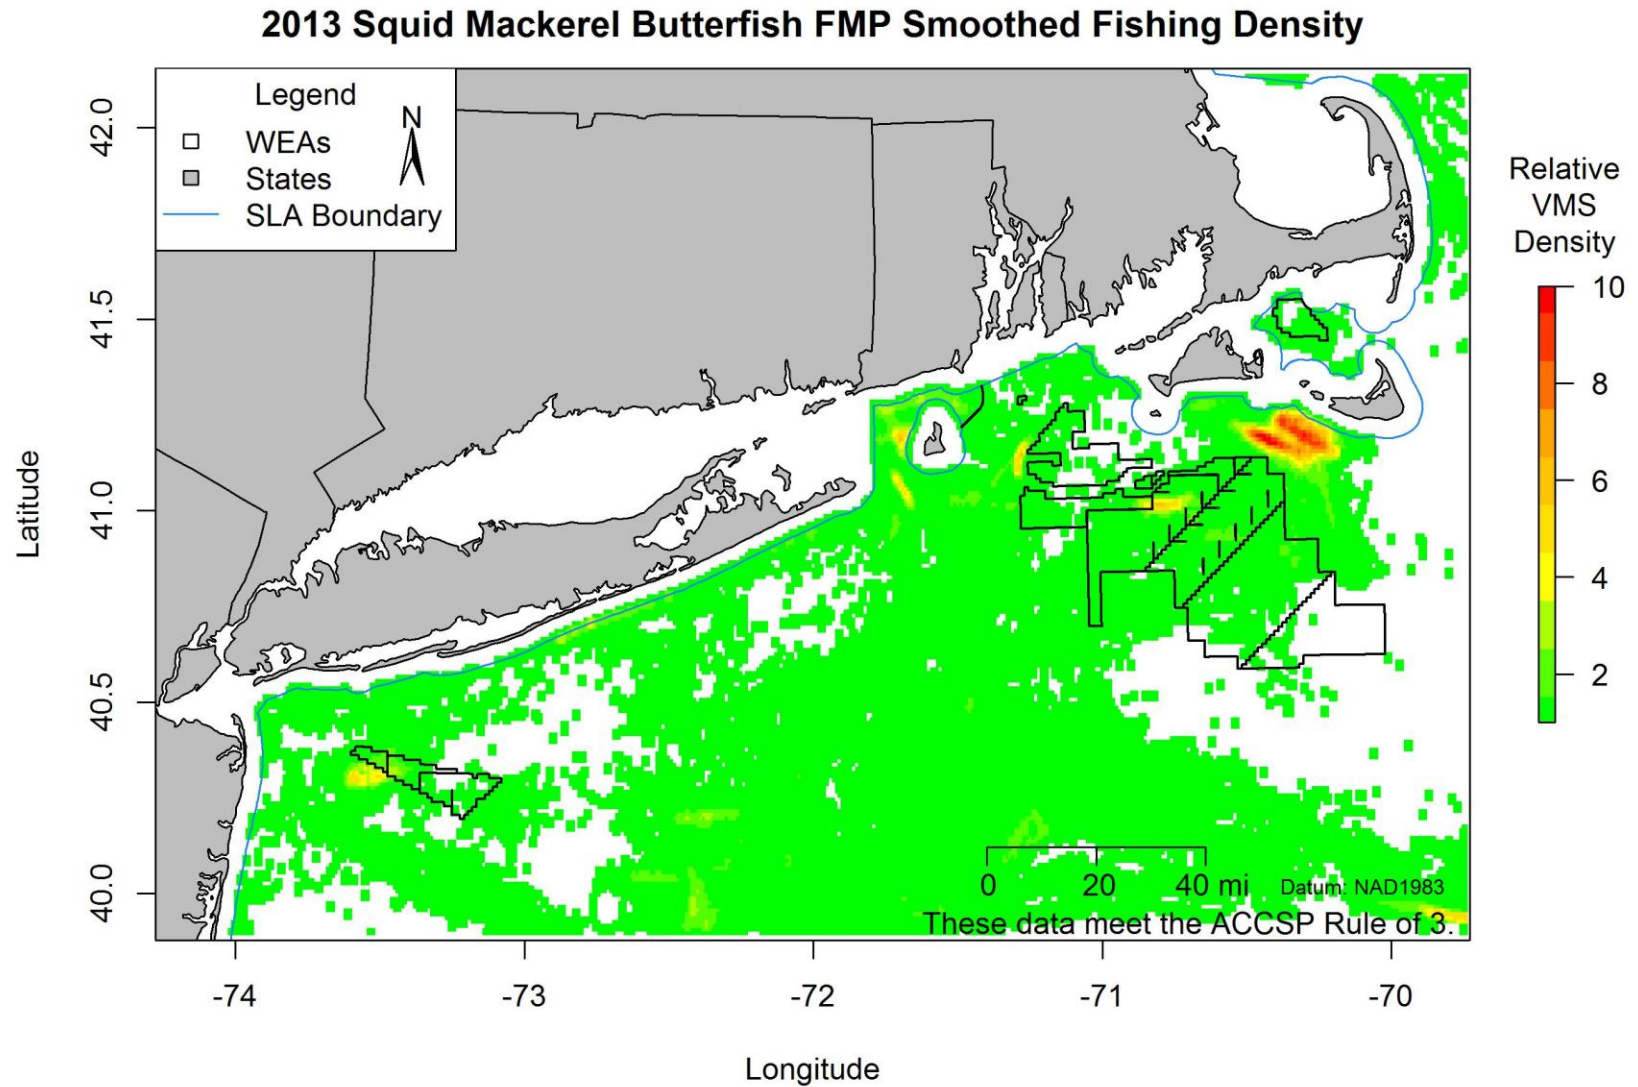 2013 Squid Mackerel Butterfish FMP Smoothed Fishing Density
Legend
N
WEAs
States
SLA Boundary
Relative
VMS
Density
10
8
6
4
2
Latitude
42.0
41.5
41.0
40.5
40.0
0 20 40 mi Datum: NAD1983
These data meet the ACCSP Rule of 3.
-74 -73 -72 -71 -70
Longitude